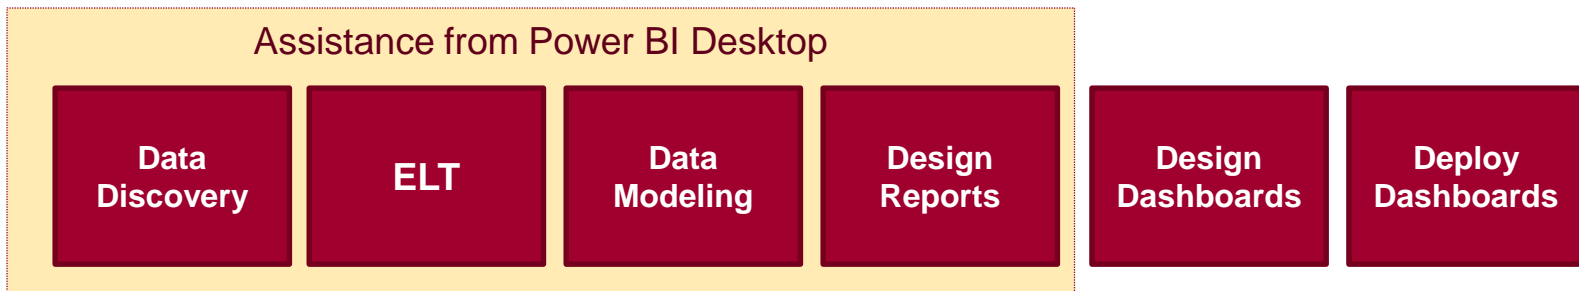 Assistance from Power BI Desktop
Data
Discovery
ELT
Data
Modeling
Design
Reports
Design
Dashboards
Deploy
Dashboards